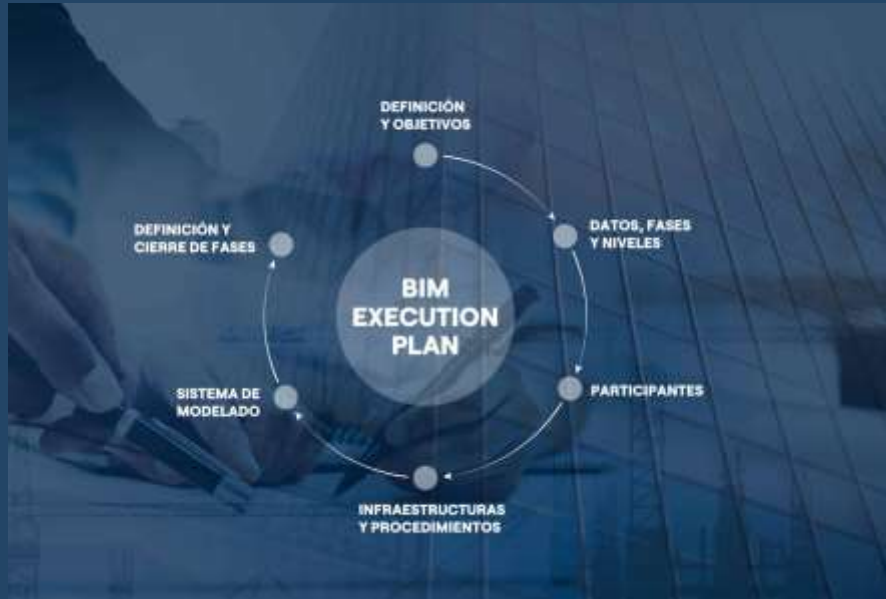 DEFINICIÓN
Y OBJETIVOS
DATOS, FASES
Y NIVELES
PARTICIPANTES
INFRAESTRUCTURAS
Y PROCEDIMIENTOS
SISTEMA DE
MODELADO
DEFINICIÓN Y
CIERRE DE FASES
BIM
EXECUTION
PLAN